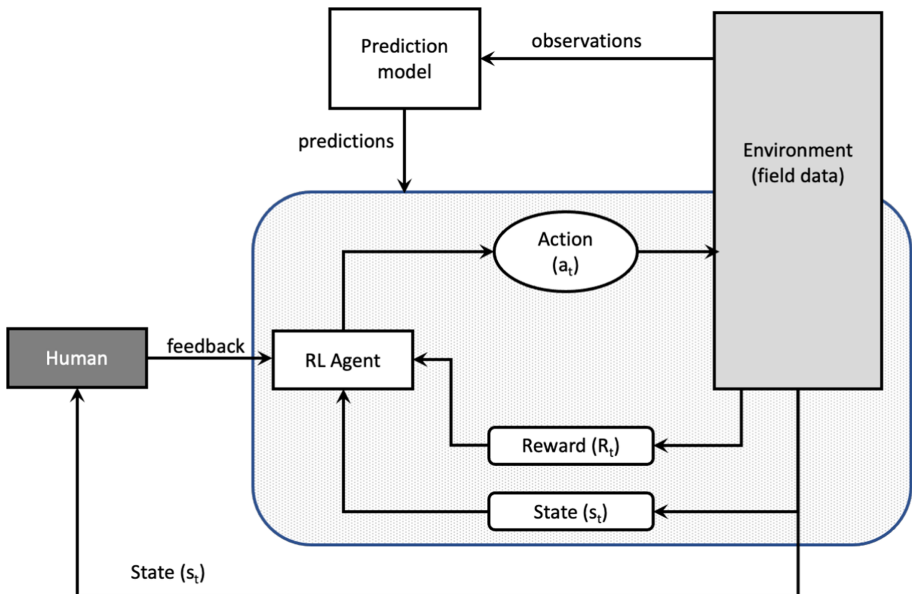 Prediction
model
observations
predictions
Environment
(field data)
Action
(aₜ)
Human
feedback
RL Agent
Reward (Rₜ)
State (sₜ)
State (sₜ)